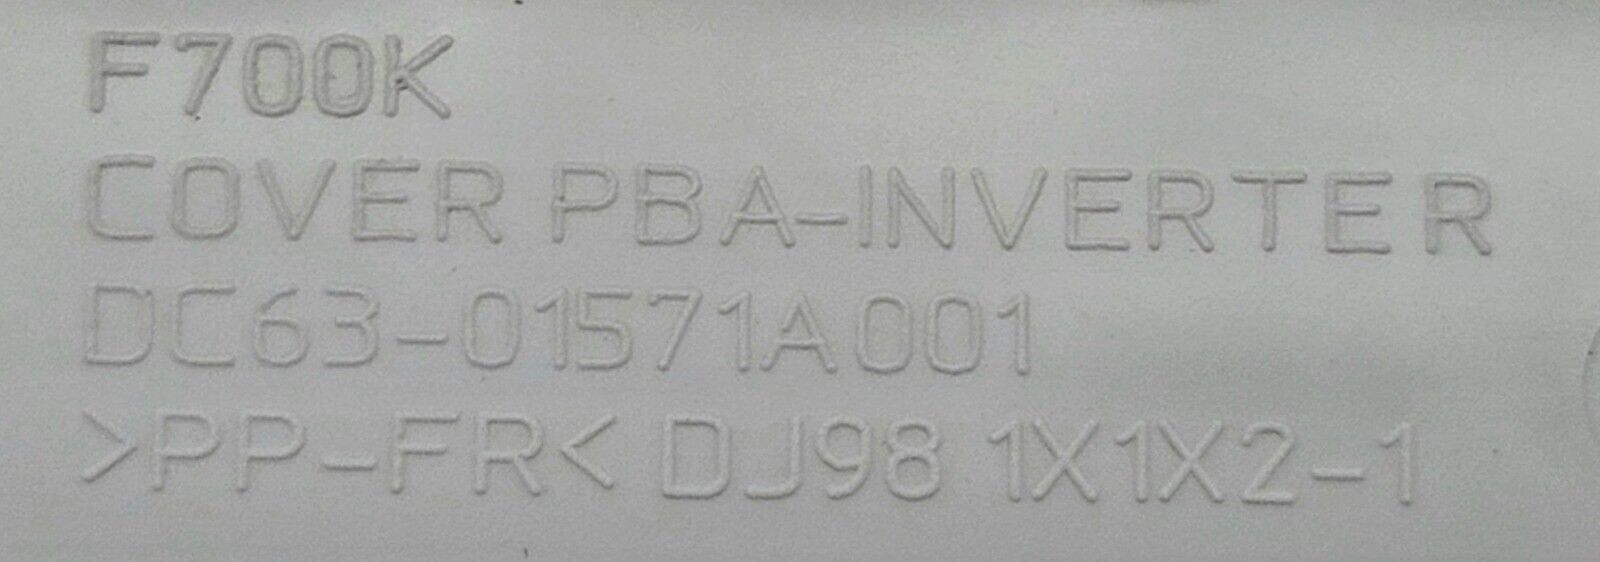 F700K
COVER PBA-INVERTER
DC63-01571A001
>PP-FR< DJ98 1X1X2-1